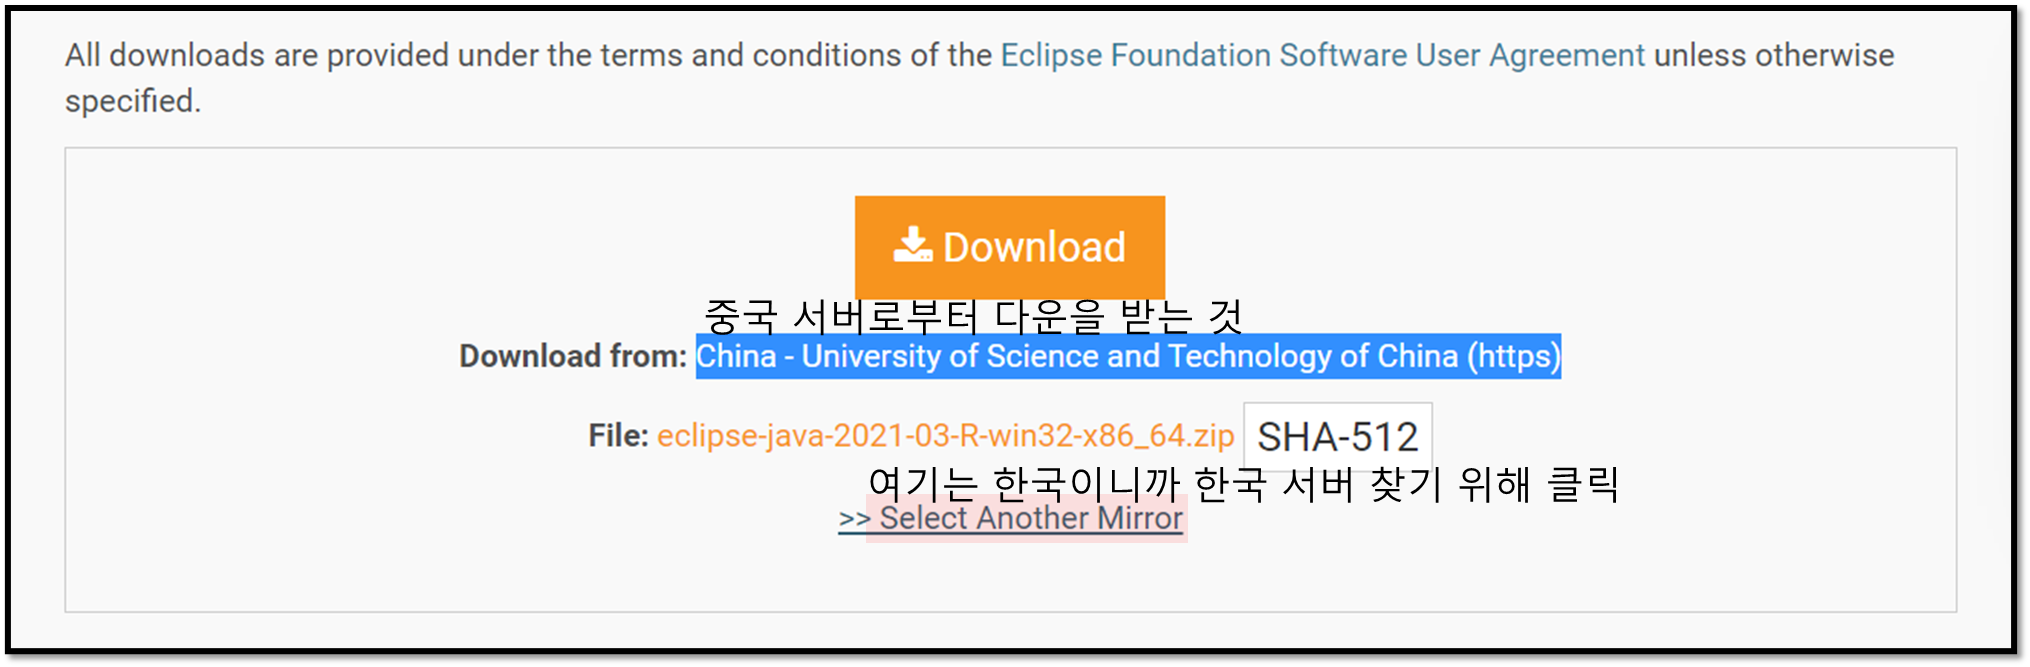 All downloads are provided under the terms and conditions of the Eclipse Foundation Software User Agreement unless otherwise
specified.
Download
중국 서버로부터 다운을 받는 것
Download from: China - University of Science and Technology of China (https)
File: eclipse-java-2021-03-R-win32-x86_64.zip SHA-512
여기는 한국이니까 한국 서버 찾기 위해 클릭
>> Select Another Mirror